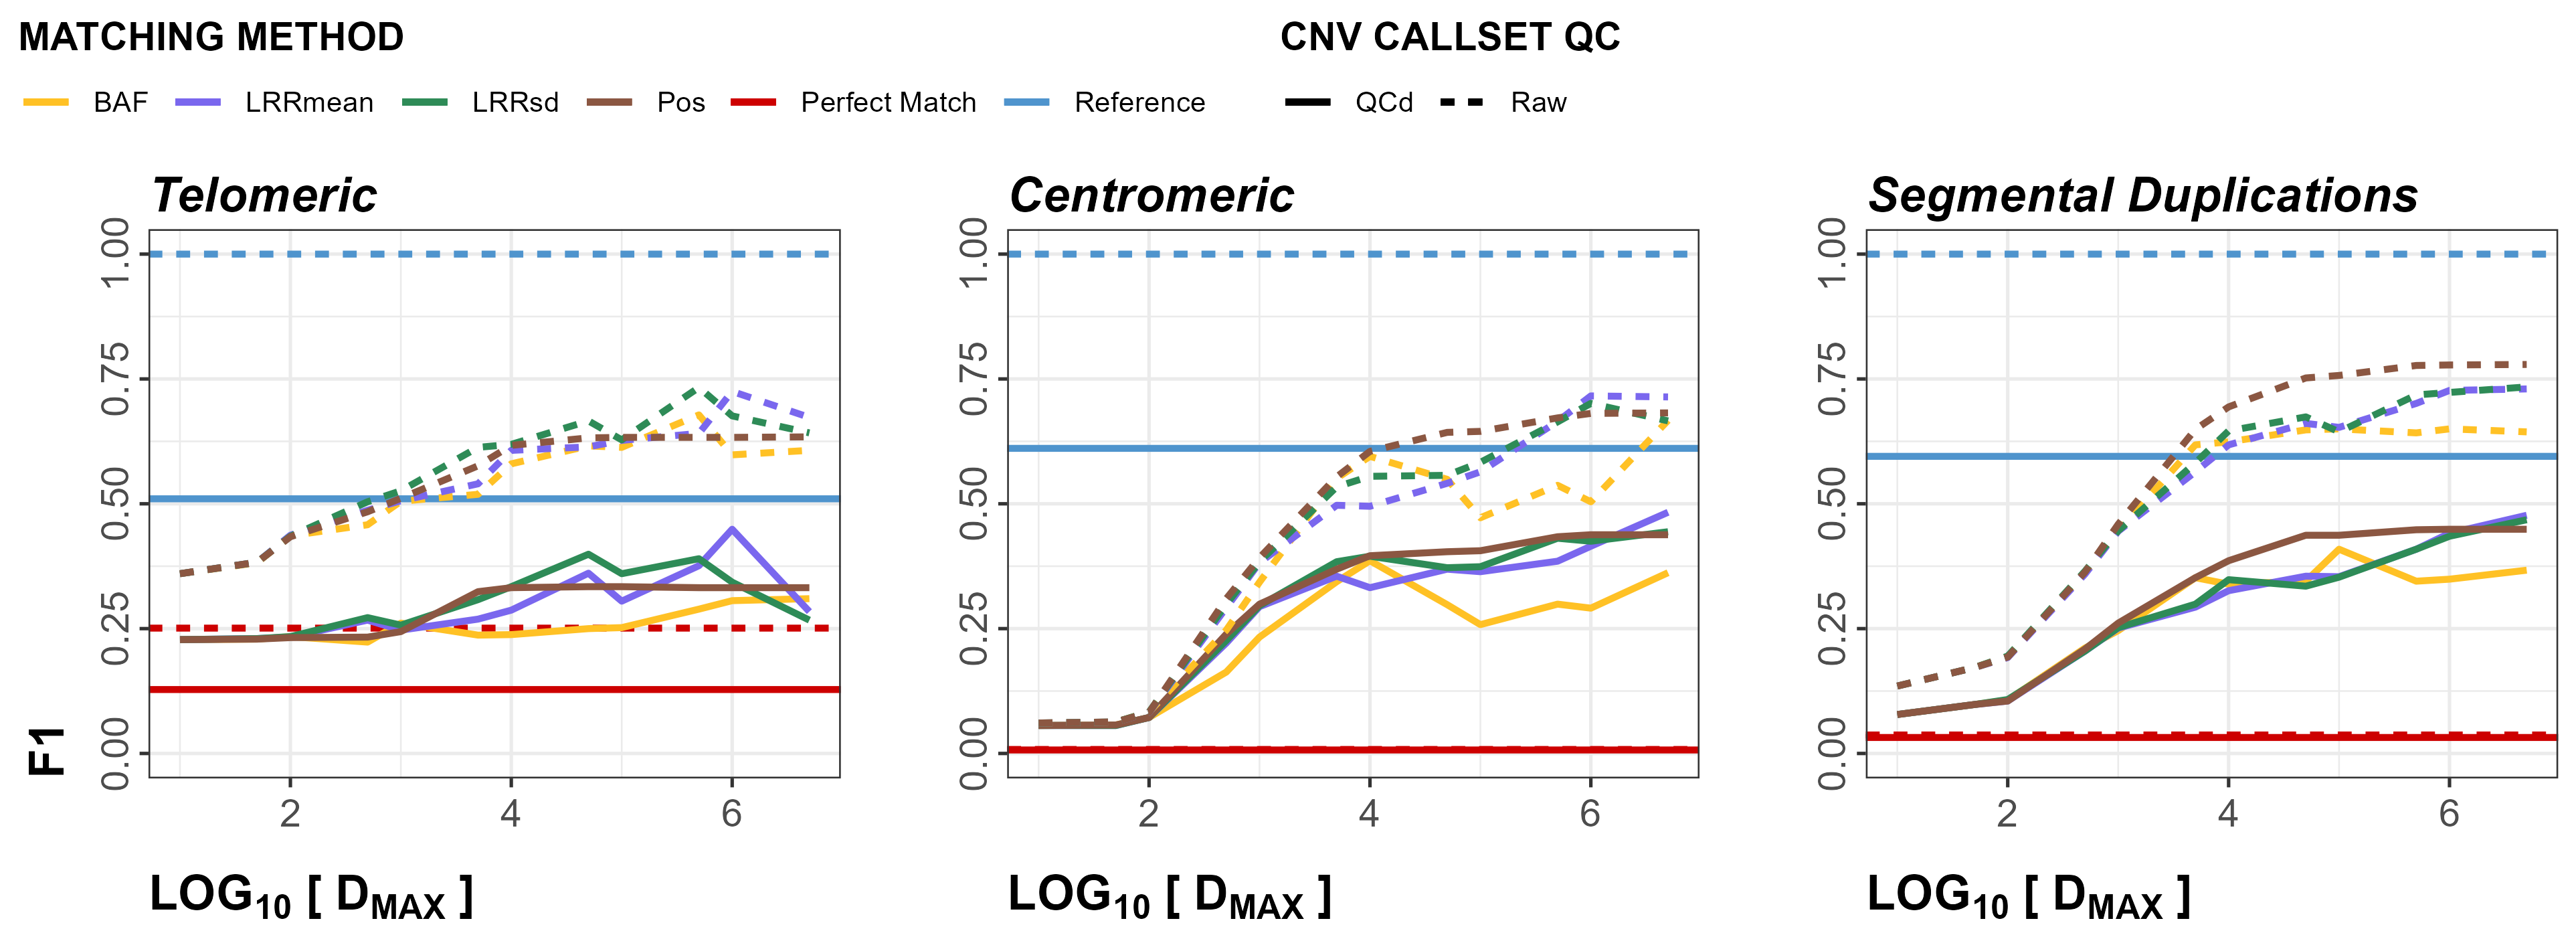 MATCHING METHOD CNV CALLSET QC
BAF LRRmean LRRsd Pos Perfect Match Reference QCd Raw
Telomeric Centromeric Segmental Duplications
F1
1.00 1.00 1.00
0.75 0.75 0.75
0.50 0.50 0.50
0.25 0.25 0.25
0.00 0.00 0.00
2 4 6 2 4 6 2 4 6
LOG10 [ DMAX ] LOG10 [ DMAX ] LOG10 [ DMAX ]